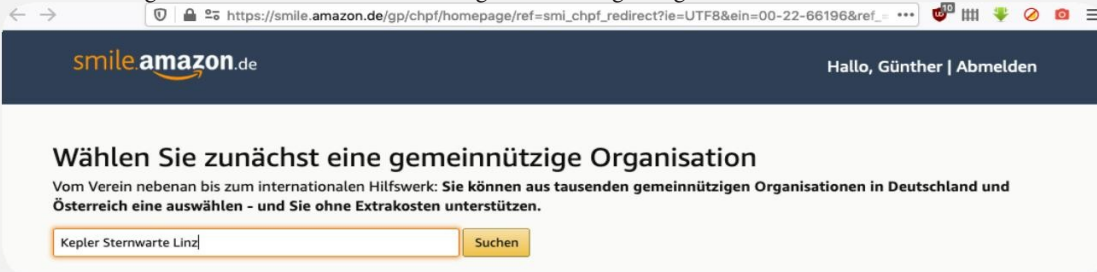 https://smile.amazon.de/gp/chpf/homepage/ref=smi_chpf_redirect?ie=UTF8&ein=00-22-66196&ref_=
10
smile.amazon.de
Hallo, Günther | Abmelden
Wählen Sie zunächst eine gemeinnützige Organisation
Vom Verein nebenan bis zum internationalen Hilfswerk: Sie können aus tausenden gemeinnützigen Organisationen in Deutschland und
Österreich eine auswählen - und Sie ohne Extrakosten unterstützen.
Kepler Sternwarte Linz
Suchen